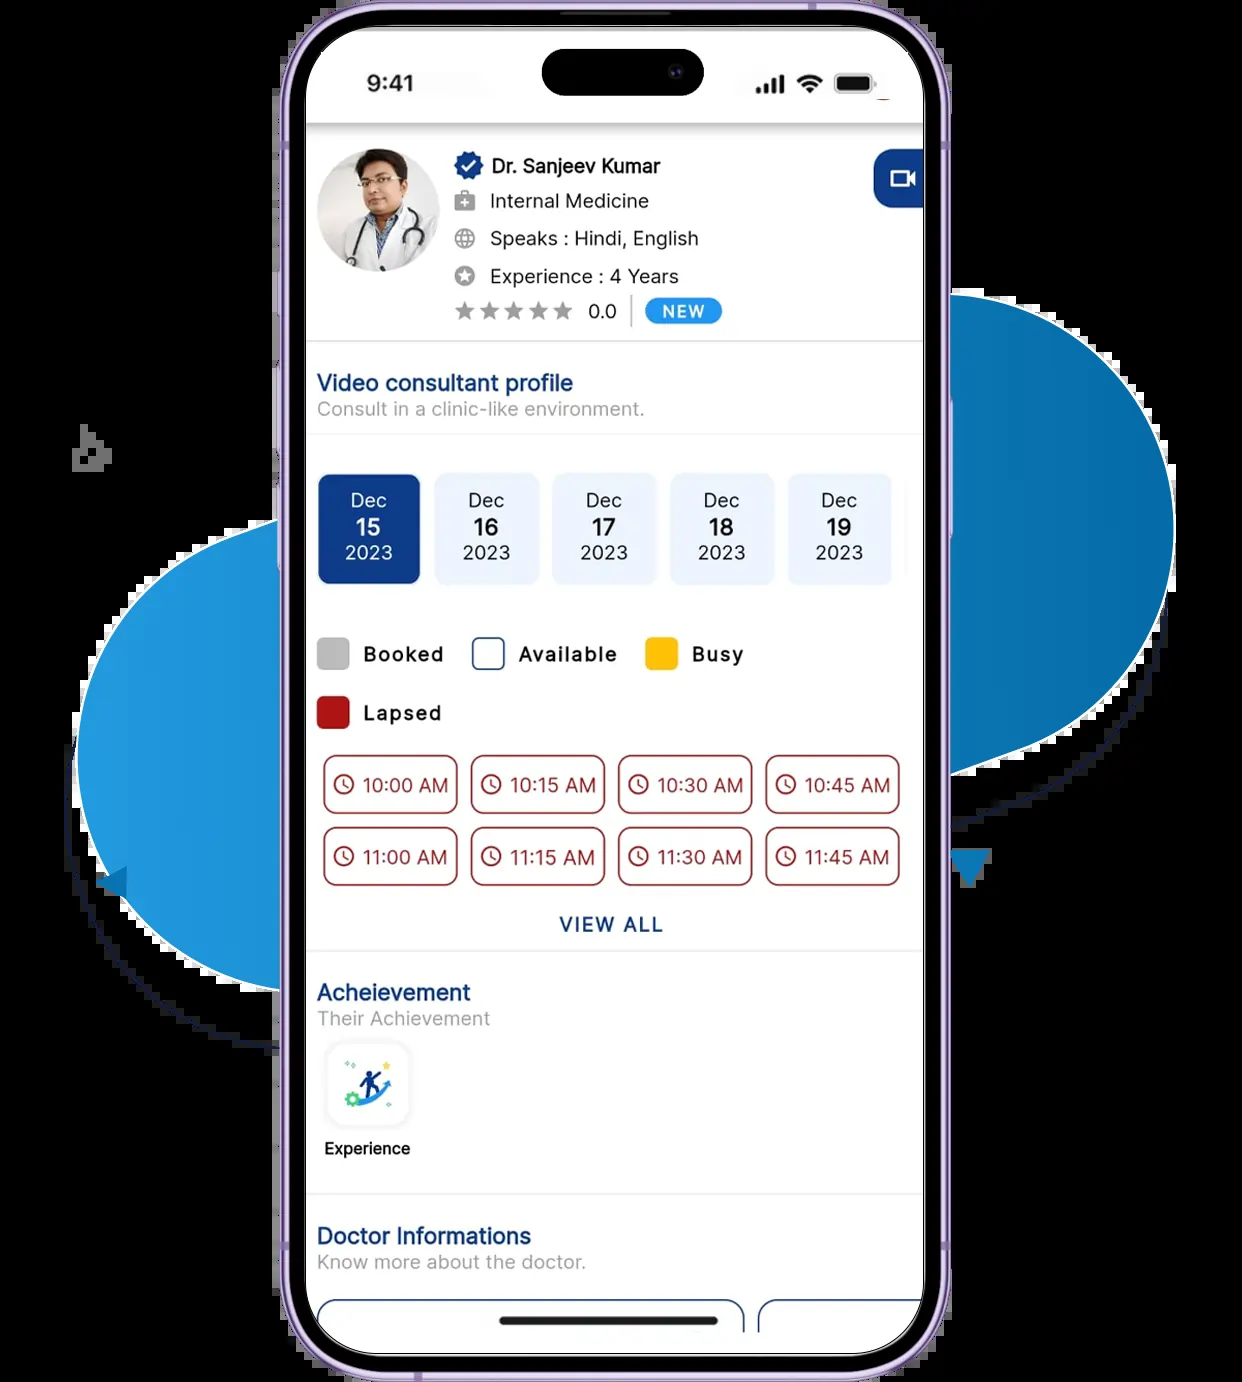 9:41
Dr. Sanjeev Kumar
Internal Medicine
Speaks : Hindi, English
Experience : 4 Years
0.0 NEW
Video consultant profile
Consult in a clinic-like environment.
Dec Dec Dec Dec Dec
15 16 17 18 19
2023 2023 2023 2023 2023
Booked Available Busy
Lapsed
10:00 AM 10:15 AM 10:30 AM 10:45 AM
11:00 AM 11:15 AM 11:30 AM 11:45 AM
VIEW ALL
Acheievement
Their Achievement
Experience
Doctor Informations
Know more about the doctor.